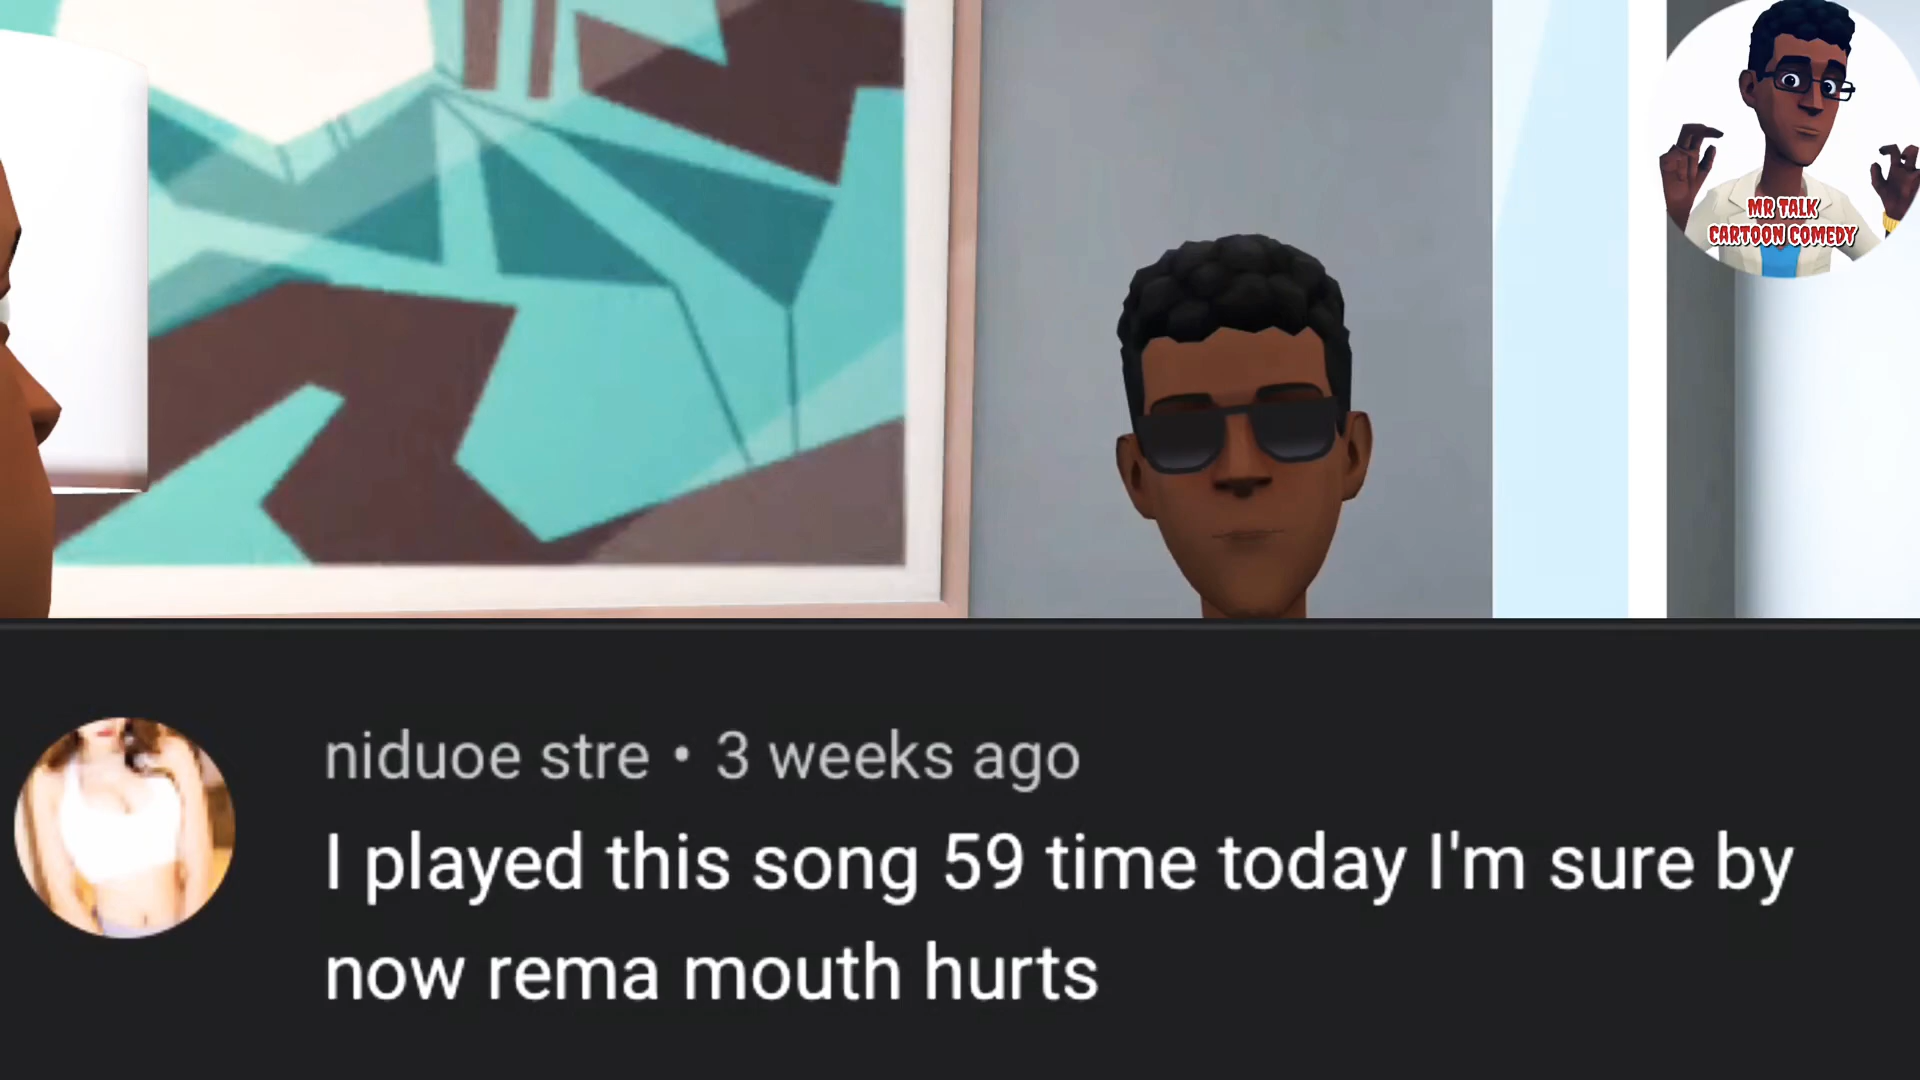 MR TALK
CARTOON COMEDY
niduoe stre • 3 weeks ago
I played this song 59 time today I'm sure by
now rema mouth hurts